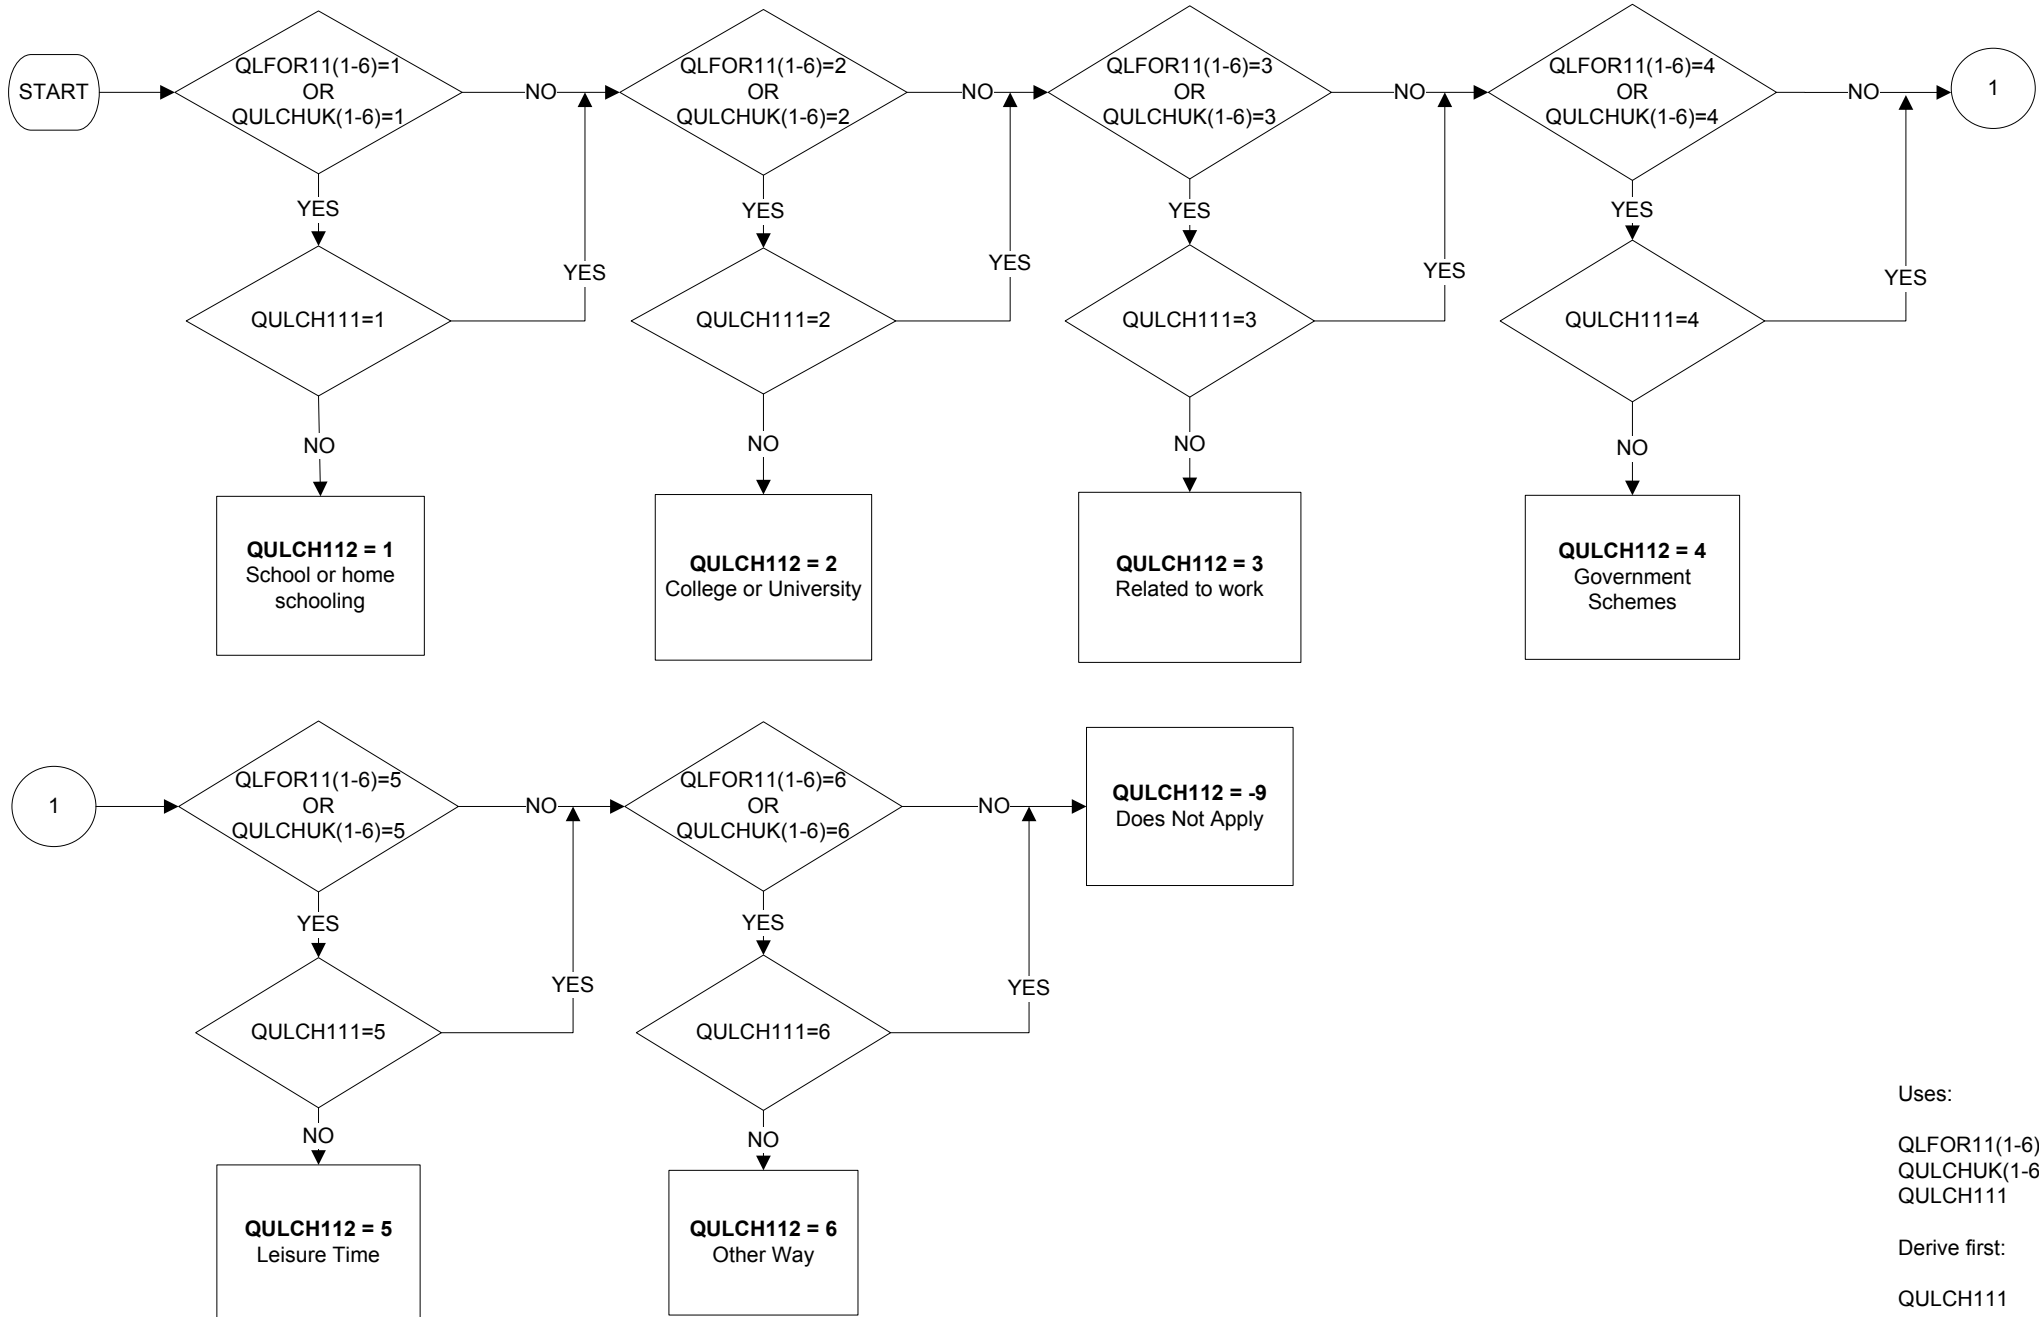 START
QLFOR11(1-6)=1
OR
QULCHUK(1-6)=1
NO
YES
QULCH111=1
YES
NO
QULCH112 = 1
School or home
schooling
QLFOR11(1-6)=2
OR
QULCHUK(1-6)=2
NO
YES
QULCH111=2
YES
NO
QULCH112 = 2
College or University
QLFOR11(1-6)=3
OR
QULCHUK(1-6)=3
NO
YES
QULCH111=3
YES
NO
QULCH112 = 3
Related to work
QLFOR11(1-6)=4
OR
QULCHUK(1-6)=4
NO
YES
QULCH111=4
YES
NO
QULCH112 = 4
Government
Schemes
1
1
QLFOR11(1-6)=5
OR
QULCHUK(1-6)=5
NO
YES
QULCH111=5
YES
NO
QULCH112 = 5
Leisure Time
QLFOR11(1-6)=6
OR
QULCHUK(1-6)=6
NO
YES
QULCH111=6
YES
NO
QULCH112 = 6
Other Way
QULCH112 = -9
Does Not Apply
Uses:
QLFOR11(1-6)
QULCHUK(1-6
QULCH111
Derive first:
QULCH111